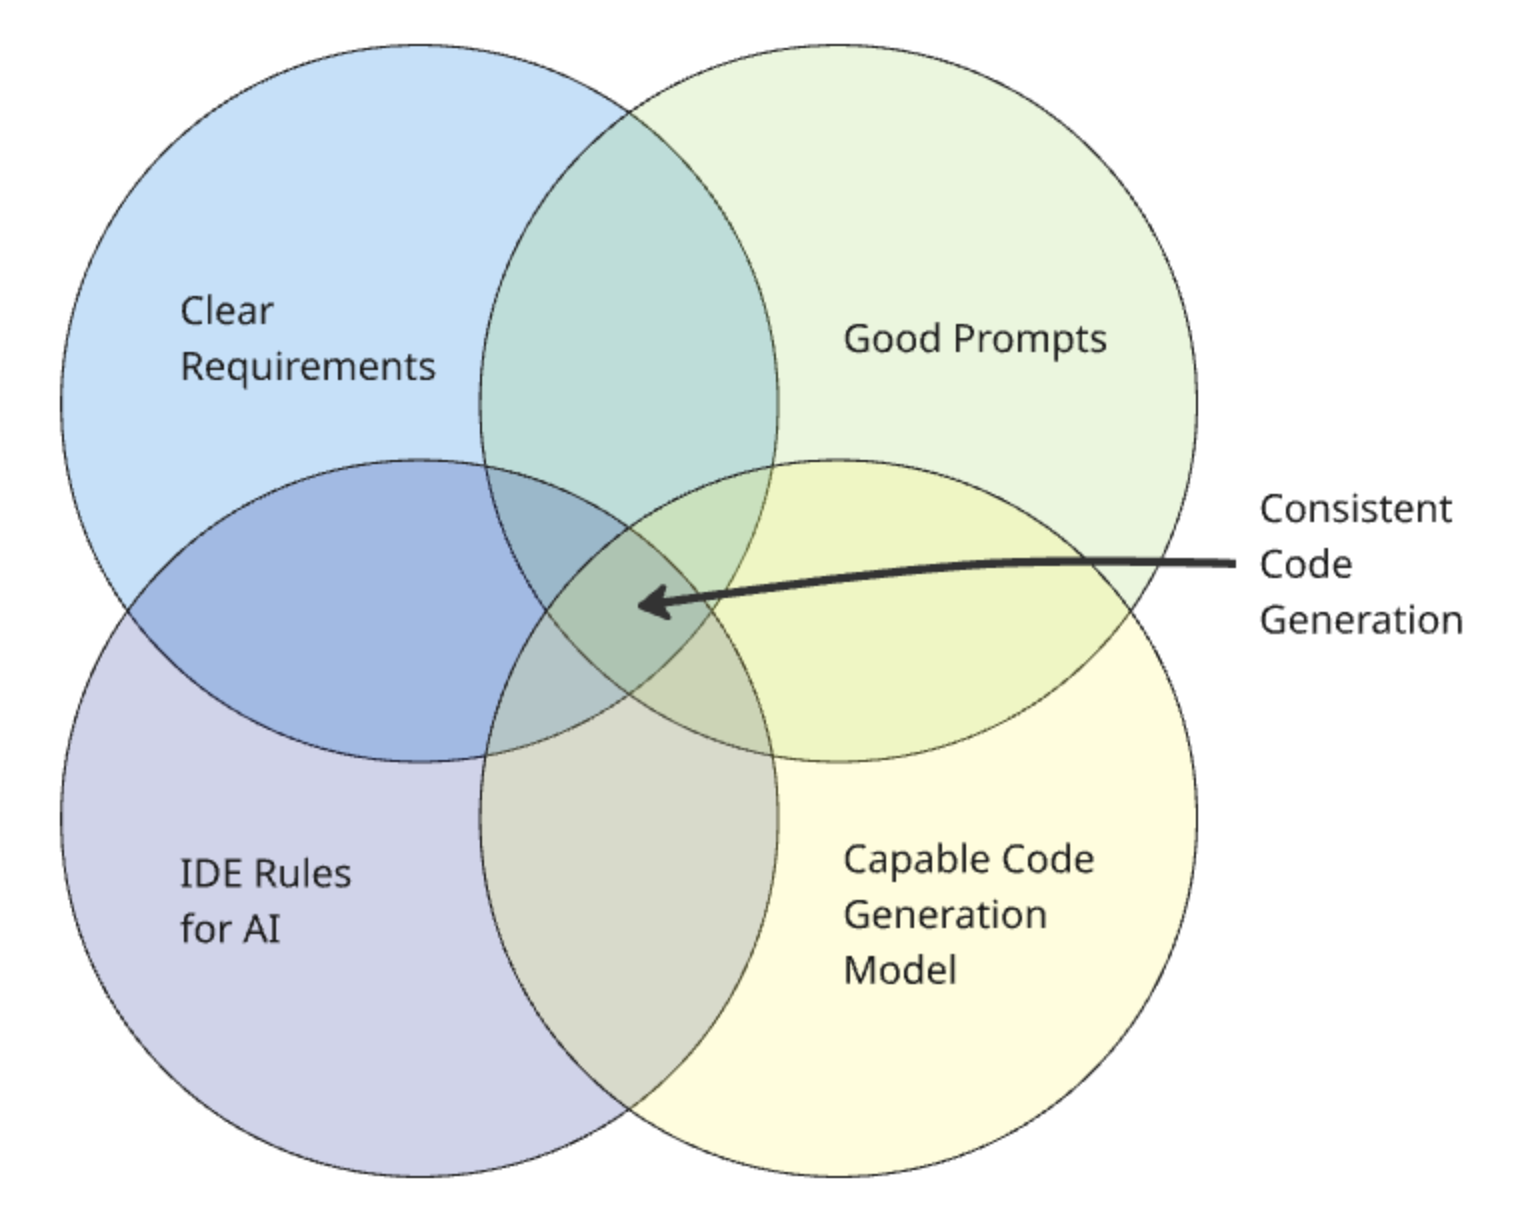 Clear
Requirements
Good Prompts
Consistent
Code
Generation
IDE Rules
for AI
Capable Code
Generation
Model